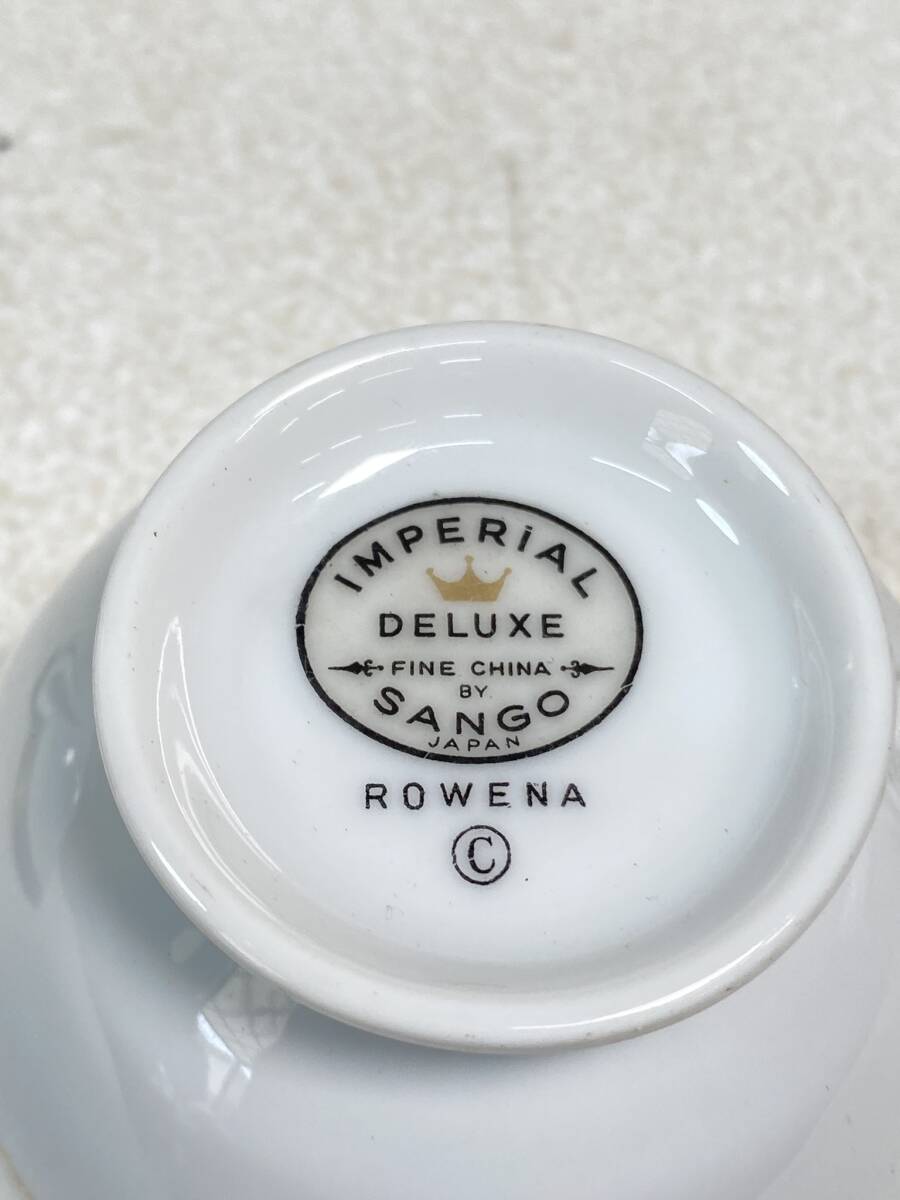 IMPERiAL
DELUXE
FINE CHINA
BY
SANGO
JAPAN
ROWENA
©